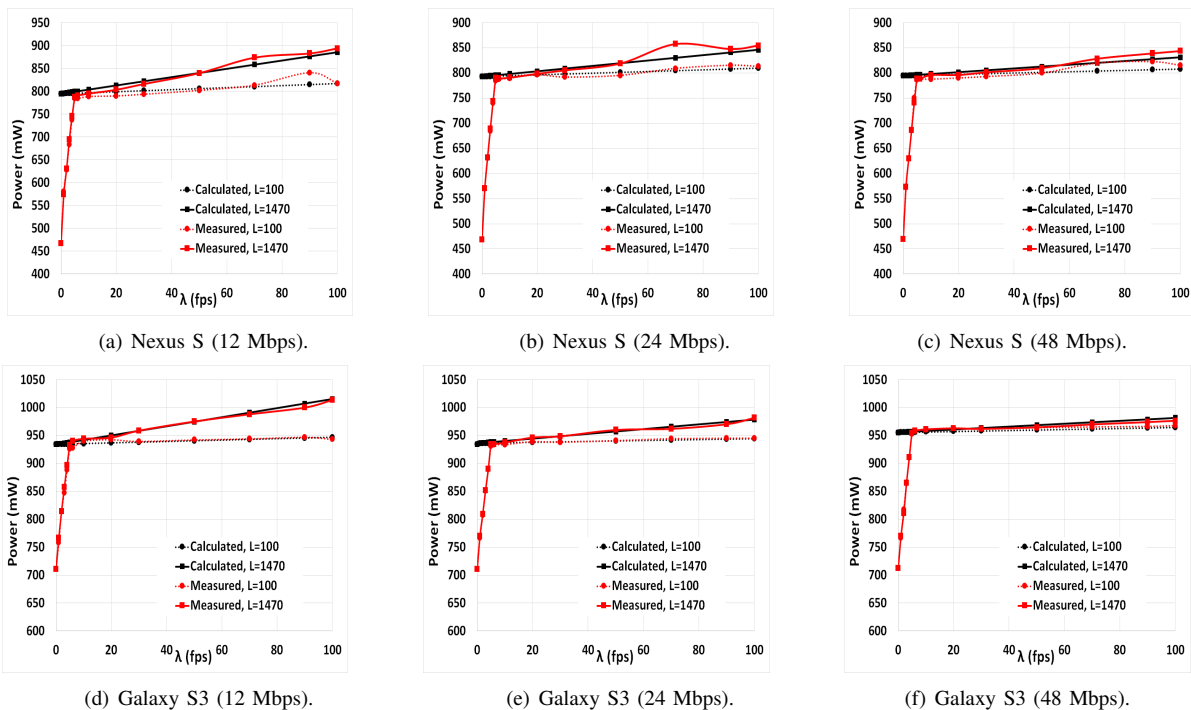 950
900
850
800
750
700
650
600
550
500
450
400
Power (mW)
Calculated, L=100
Calculated, L=1470
Measured, L=100
Measured, L=1470
0 20 40 60 80 100
λ (fps)
(a) Nexus S (12 Mbps).
900
850
800
750
700
650
600
550
500
450
400
Power (mW)
Calculated, L=100
Calculated, L=1470
Measured, L=100
Measured, L=1470
0 20 40 60 80 100
λ (fps)
(b) Nexus S (24 Mbps).
900
850
800
750
700
650
600
550
500
450
400
Power (mW)
Calculated, L=100
Calculated, L=1470
Measured, L=100
Measured, L=1470
0 20 40 60 80 100
λ (fps)
(c) Nexus S (48 Mbps).
1050
1000
950
900
850
800
750
700
650
600
Power (mW)
Calculated, L=100
Calculated, L=1470
Measured, L=100
Measured, L=1470
0 20 40 60 80 100
λ (fps)
(d) Galaxy S3 (12 Mbps).
1050
1000
950
900
850
800
750
700
650
600
Power (mW)
Calculated, L=100
Calculated, L=1470
Measured, L=100
Measured, L=1470
0 20 40 60 80 100
λ (fps)
(e) Galaxy S3 (24 Mbps).
1050
1000
950
900
850
800
750
700
650
600
Power (mW)
Calculated, L=100
Calculated, L=1470
Measured, L=100
Measured, L=1470
0 20 40 60 80 100
λ (fps)
(f) Galaxy S3 (48 Mbps).